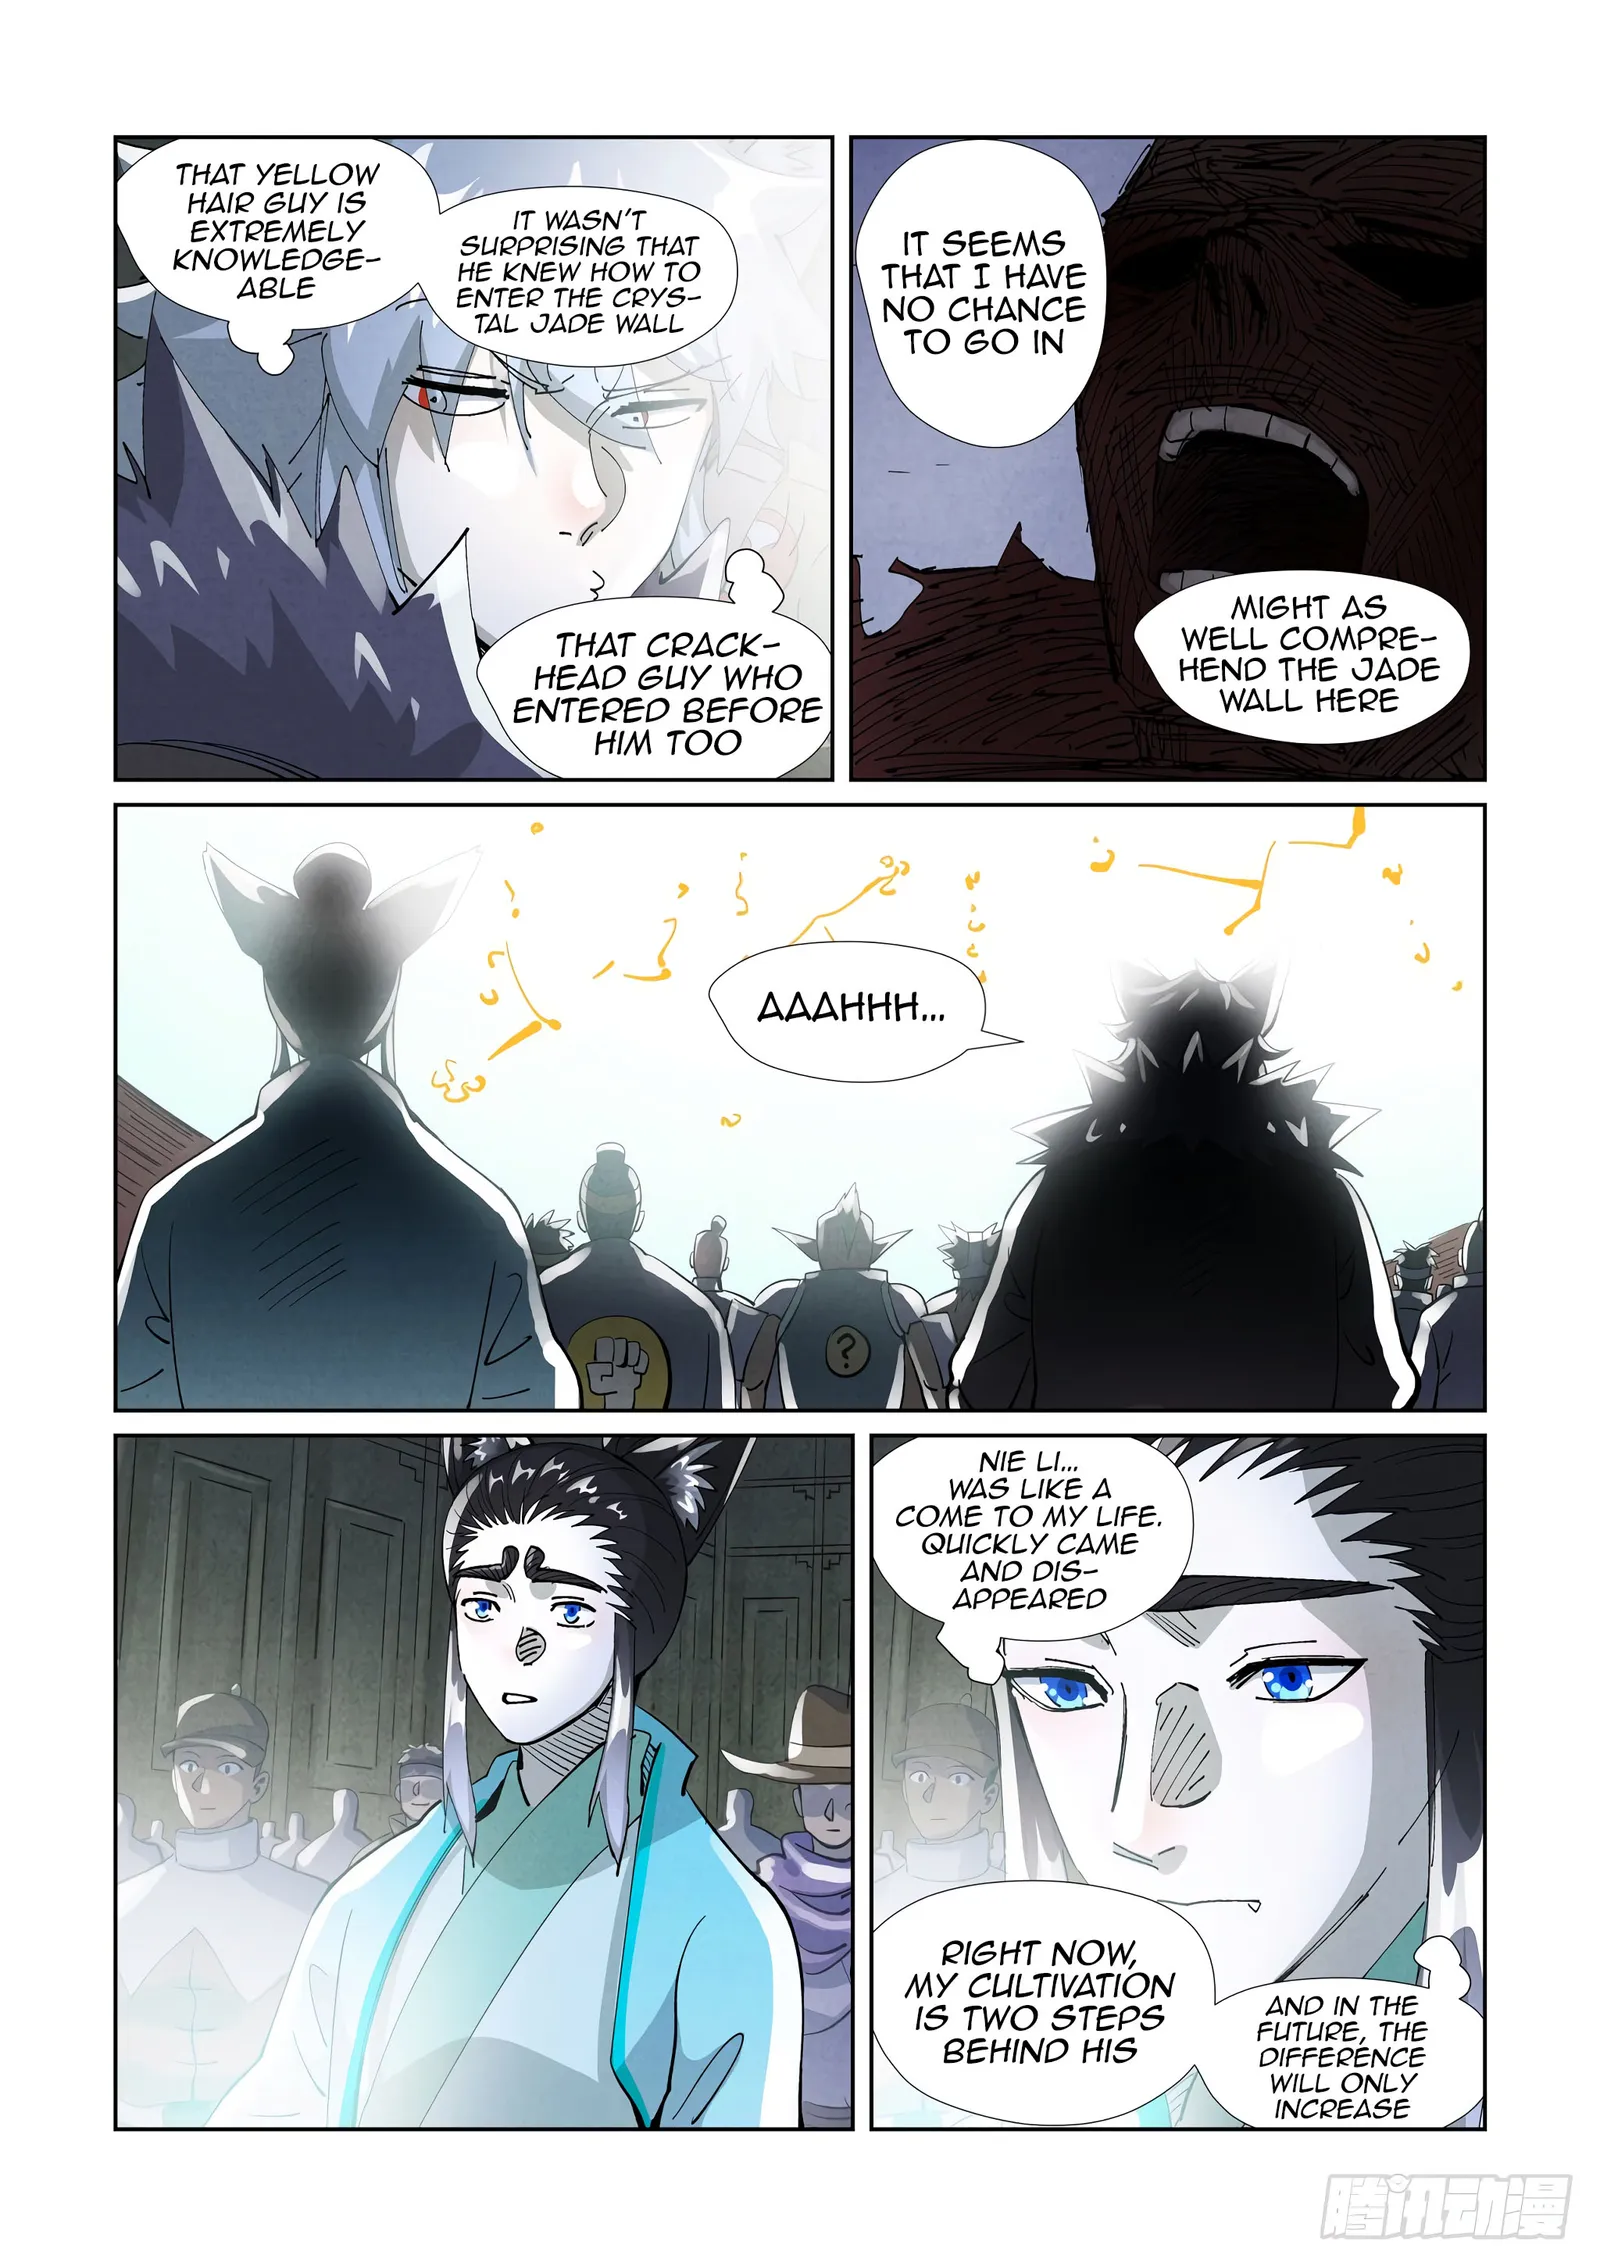 THAT YELLOW
HAIR GUY IS
EXTREMELY
KNOWLEDGE-
ABLE
IT WASN'T
SURPRISING THAT
HE KNEW HOW TO
ENTER THE CRYS-
TAL JADE WALL
THAT CRACK-
HEAD GUY WHO
ENTERED BEFORE
HIM TOO
IT SEEMS
THAT I HAVE
NO CHANCE
TO GO IN
MIGHT AS
WELL COMPRE-
HEND THE JADE
WALL HERE
AAAHHH...
?
NIE LI...
WAS LIKE A
COME TO MY LIFE.
QUICKLY CAME
AND DIS-
APPEARED
RIGHT NOW,
MY CULTIVATION
IS TWO STEPS
BEHIND HIS
AND IN THE
FUTURE, THE
DIFFERENCE
WILL ONLY
INCREASE
腾讯动漫